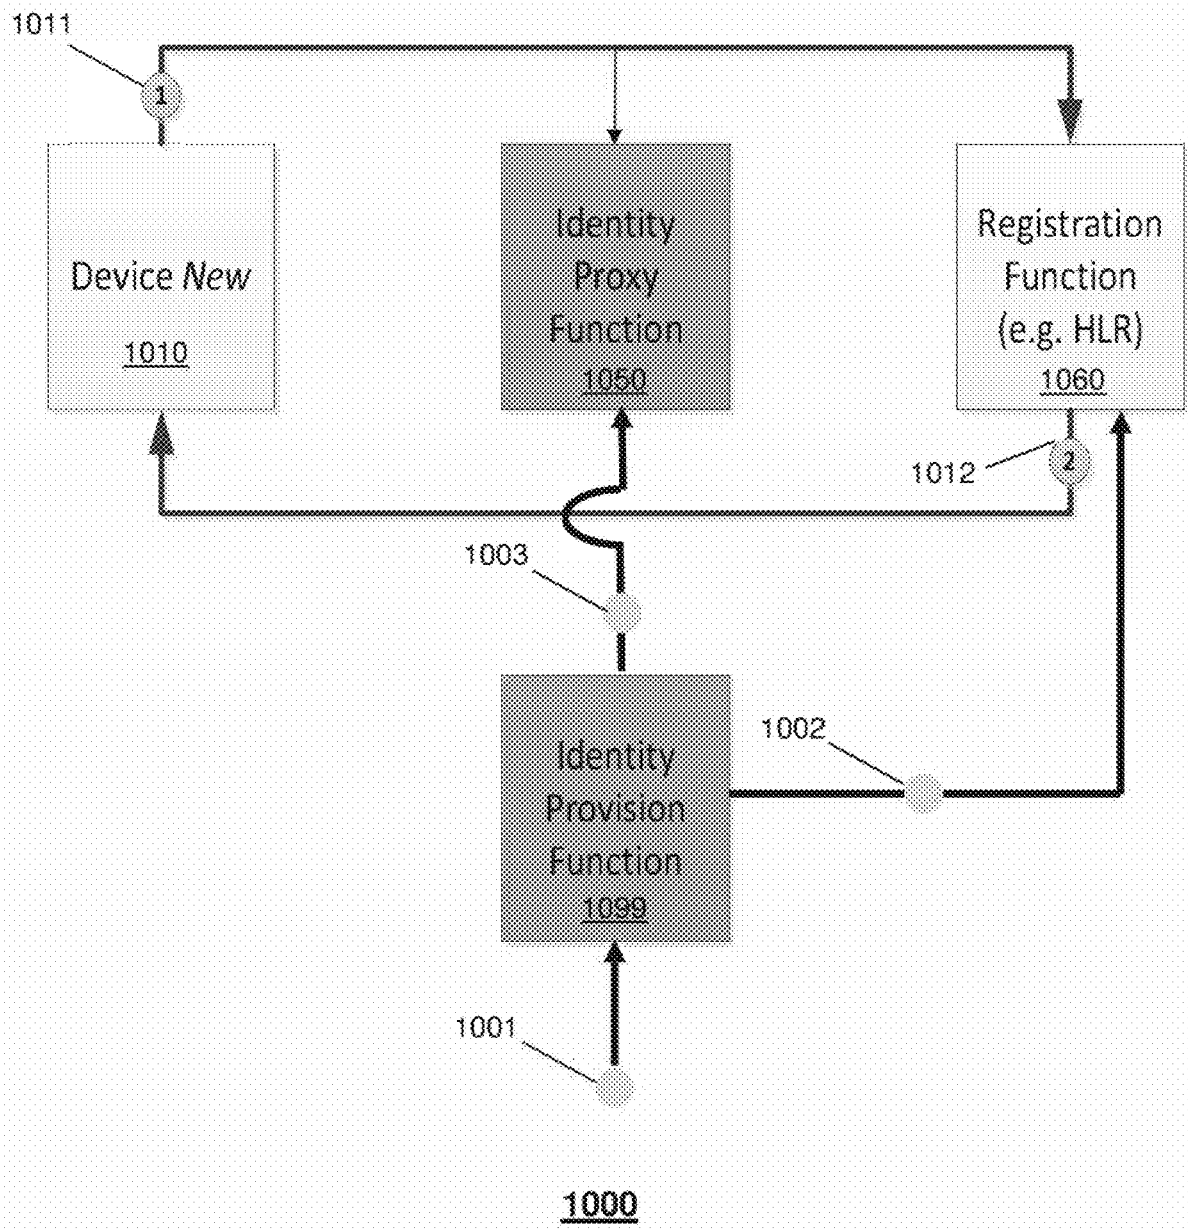 1011
1
Device New
1010
Identity
Proxy
Function
1050
Registration
Function
(e.g. HLR)
1060
1012
2
1003
1002
Identity
Provision
Function
1099
1001
1000